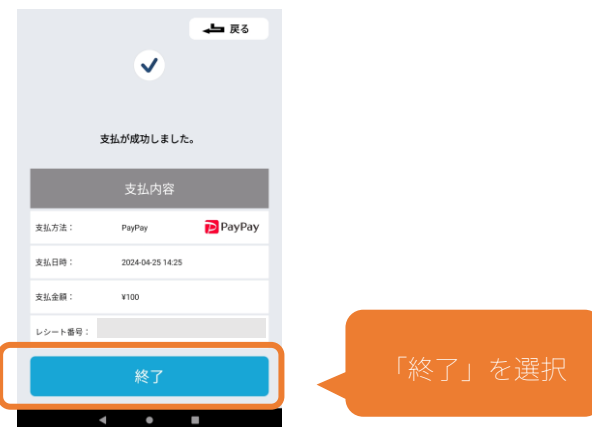 戻る
支払が成功しました。
支払内容
支払方法： PayPay PayPay
支払日時： 2024-04-25 14:25
支払金額： ¥100
レシート番号：
終了
「終了」を選択